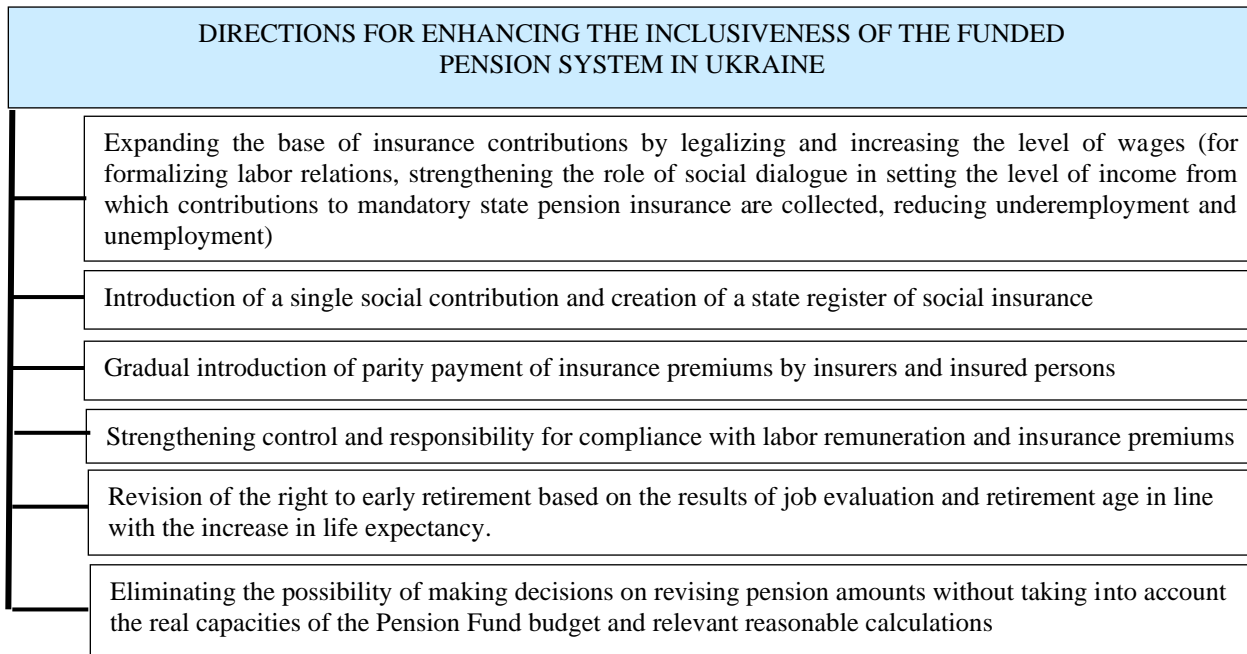 DIRECTIONS FOR ENHANCING THE INCLUSIVENESS OF THE FUNDED
PENSION SYSTEM IN UKRAINE
Expanding the base of insurance contributions by legalizing and increasing the level of wages (for
formalizing labor relations, strengthening the role of social dialogue in setting the level of income from
which contributions to mandatory state pension insurance are collected, reducing underemployment and
unemployment)
Introduction of a single social contribution and creation of a state register of social insurance
Gradual introduction of parity payment of insurance premiums by insurers and insured persons
Strengthening control and responsibility for compliance with labor remuneration and insurance premiums
Revision of the right to early retirement based on the results of job evaluation and retirement age in line
with the increase in life expectancy.
Eliminating the possibility of making decisions on revising pension amounts without taking into account
the real capacities of the Pension Fund budget and relevant reasonable calculations